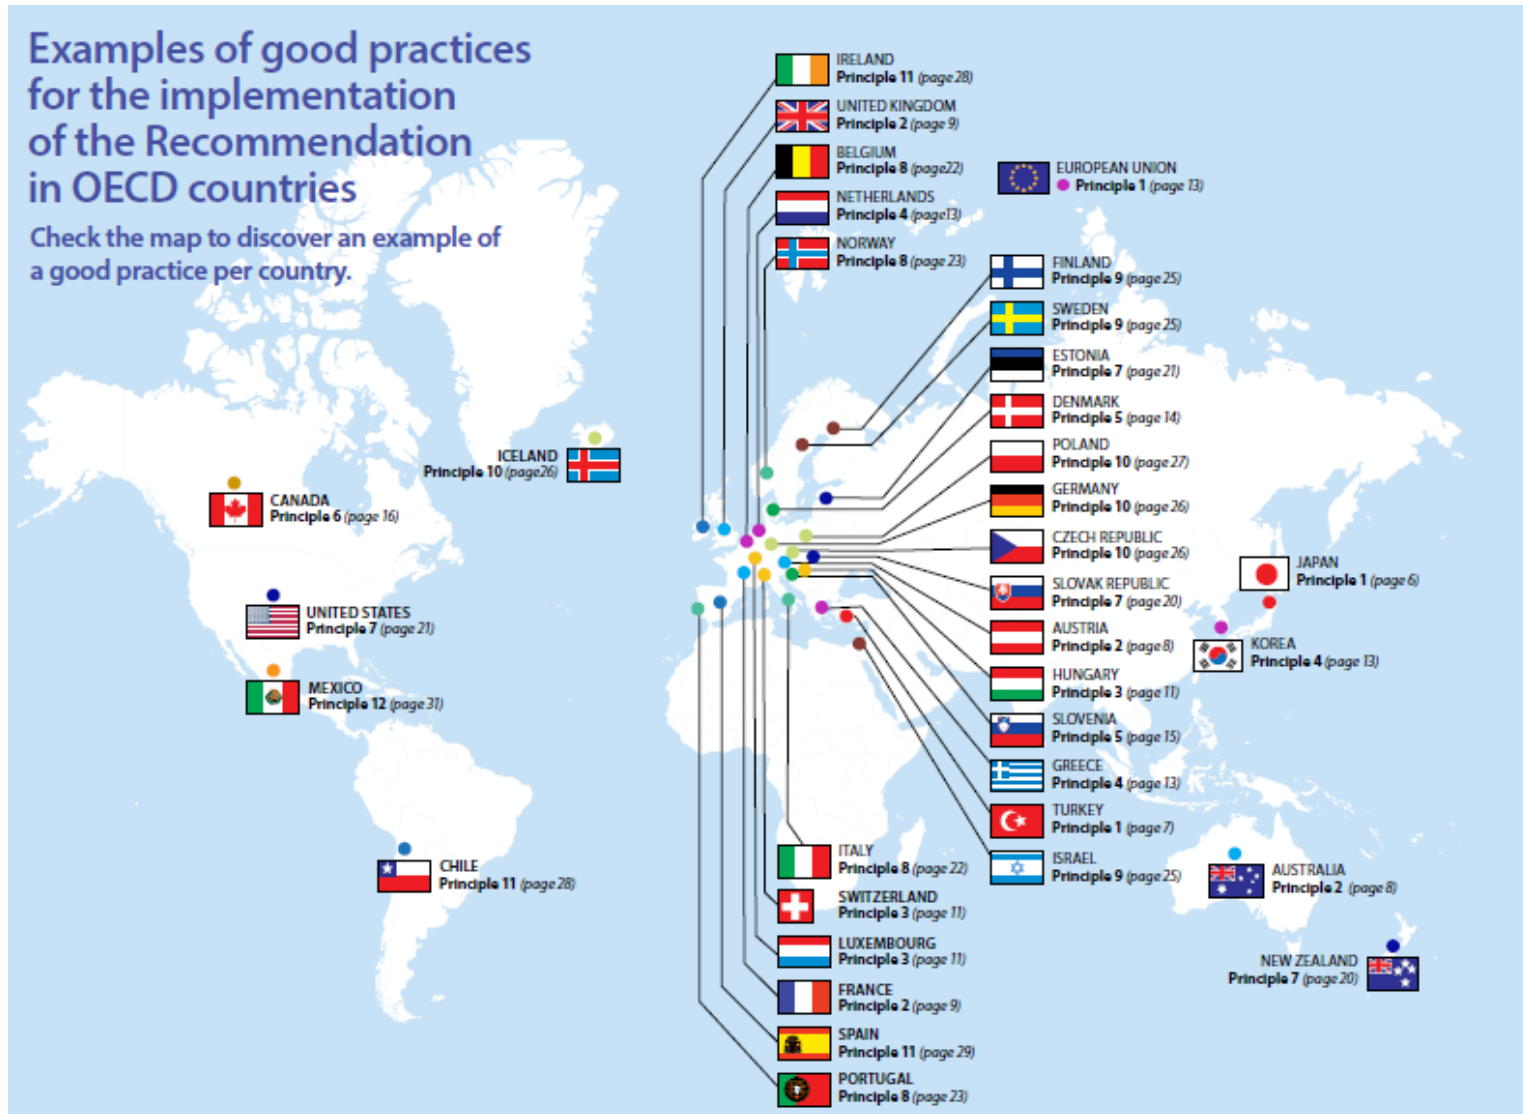 Examples of good practices
for the implementation
of the Recommendation
in OECD countries
Check the map to discover an example of
a good practice per country.
IRELAND
Principle 11 (page 28)
UNITED KINGDOM
Principle 2 (page 9)
BELGIUM
Principle 8 (page22)
NETHERLANDS
Principle 4 (page13)
NORWAY
Principle 8 (page 23)
EUROPEAN UNION
Principle 1 (page 13)
FINLAND
Principle 9 (page 25)
SWEDEN
Principle 9 (page 25)
ESTONIA
Principle 7 (page 21)
DENMARK
Principle 5 (page 14)
POLAND
Principle 10 (page 27)
GERMANY
Principle 10 (page 26)
CZECH REPUBLIC
Principle 10 (page 26)
SLOVAK REPUBLIC
Principle 7 (page 20)
AUSTRIA
Principle 2 (page 8)
HUNGARY
Principle 3 (page 11)
SLOVENIA
Principle 5 (page 15)
GREECE
Principle 4 (page 13)
TURKEY
Principle 1 (page 7)
ISRAEL
Principle 9 (page 25)
ICELAND
Principle 10 (page26)
CANADA
Principle 6 (page 16)
UNITED STATES
Principle 7 (page 21)
MEXICO
Principle 12 (page 31)
CHILE
Principle 11 (page 28)
JAPAN
Principle 1 (page 6)
KOREA
Principle 4 (page 13)
AUSTRALIA
Principle 2 (page 8)
NEW ZEALAND
Principle 7 (page 20)
ITALY
Principle 8 (page 22)
SWITZERLAND
Principle 3 (page 11)
LUXEMBOURG
Principle 3 (page 11)
FRANCE
Principle 2 (page 9)
SPAIN
Principle 11 (page 29)
PORTUGAL
Principle 8 (page 23)